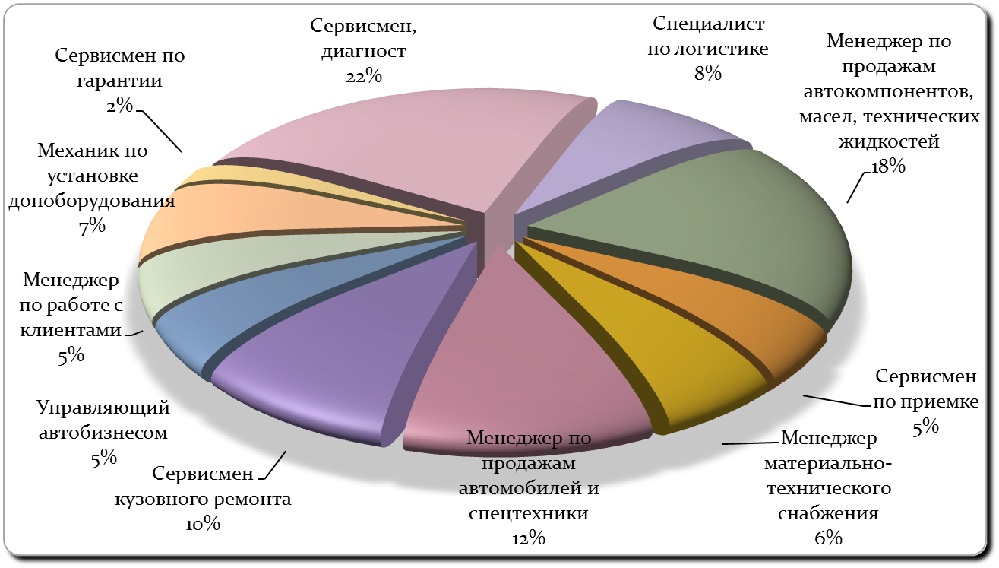 Сервисмен,
диагност
22%
Специалист
по логистике
8%
Менеджер по
продажам
автокомпонентов,
масел, технических
жидкостей
18%
Сервисмен
по приемке
5%
Менеджер
материально-
технического
снабжения
6%
Менеджер по
продажам
автомобилей и
спецтехники
12%
Сервисмен
кузовного ремонта
10%
Управляющий
автобизнесом
5%
Менеджер
по работе с
клиентами
5%
Механик по
установке
допоборудования
7%
Сервисмен по
гарантии
2%